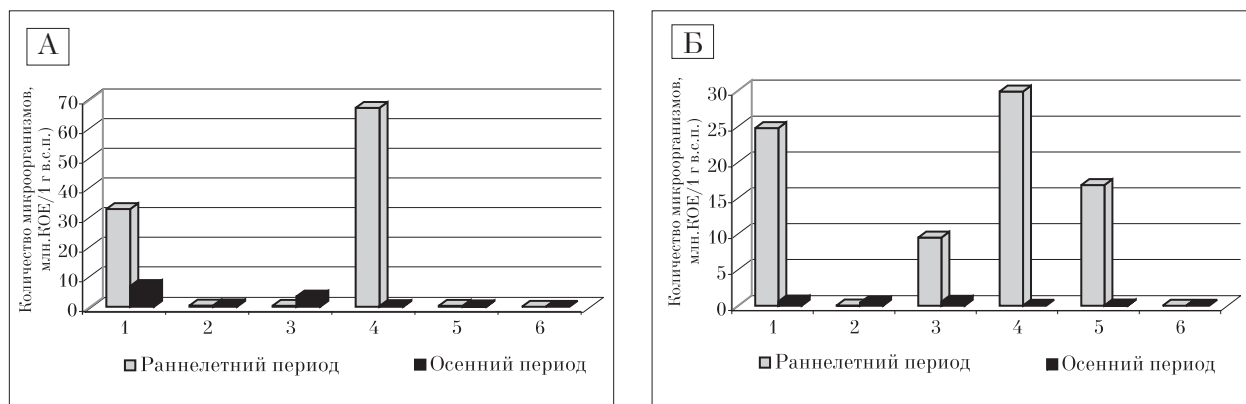 А
Количество микроорганизмов,
млн.КОЕ/1 г в.с.п.)
70
60
50
40
30
20
10
0
1 2 3 4 5 6
Раннелетний период Осенний период
Б
Количество микроорганизмов,
млн.КОЕ/1 г в.с.п.)
30
25
20
15
10
5
0
1 2 3 4 5 6
Раннелетний период Осенний период